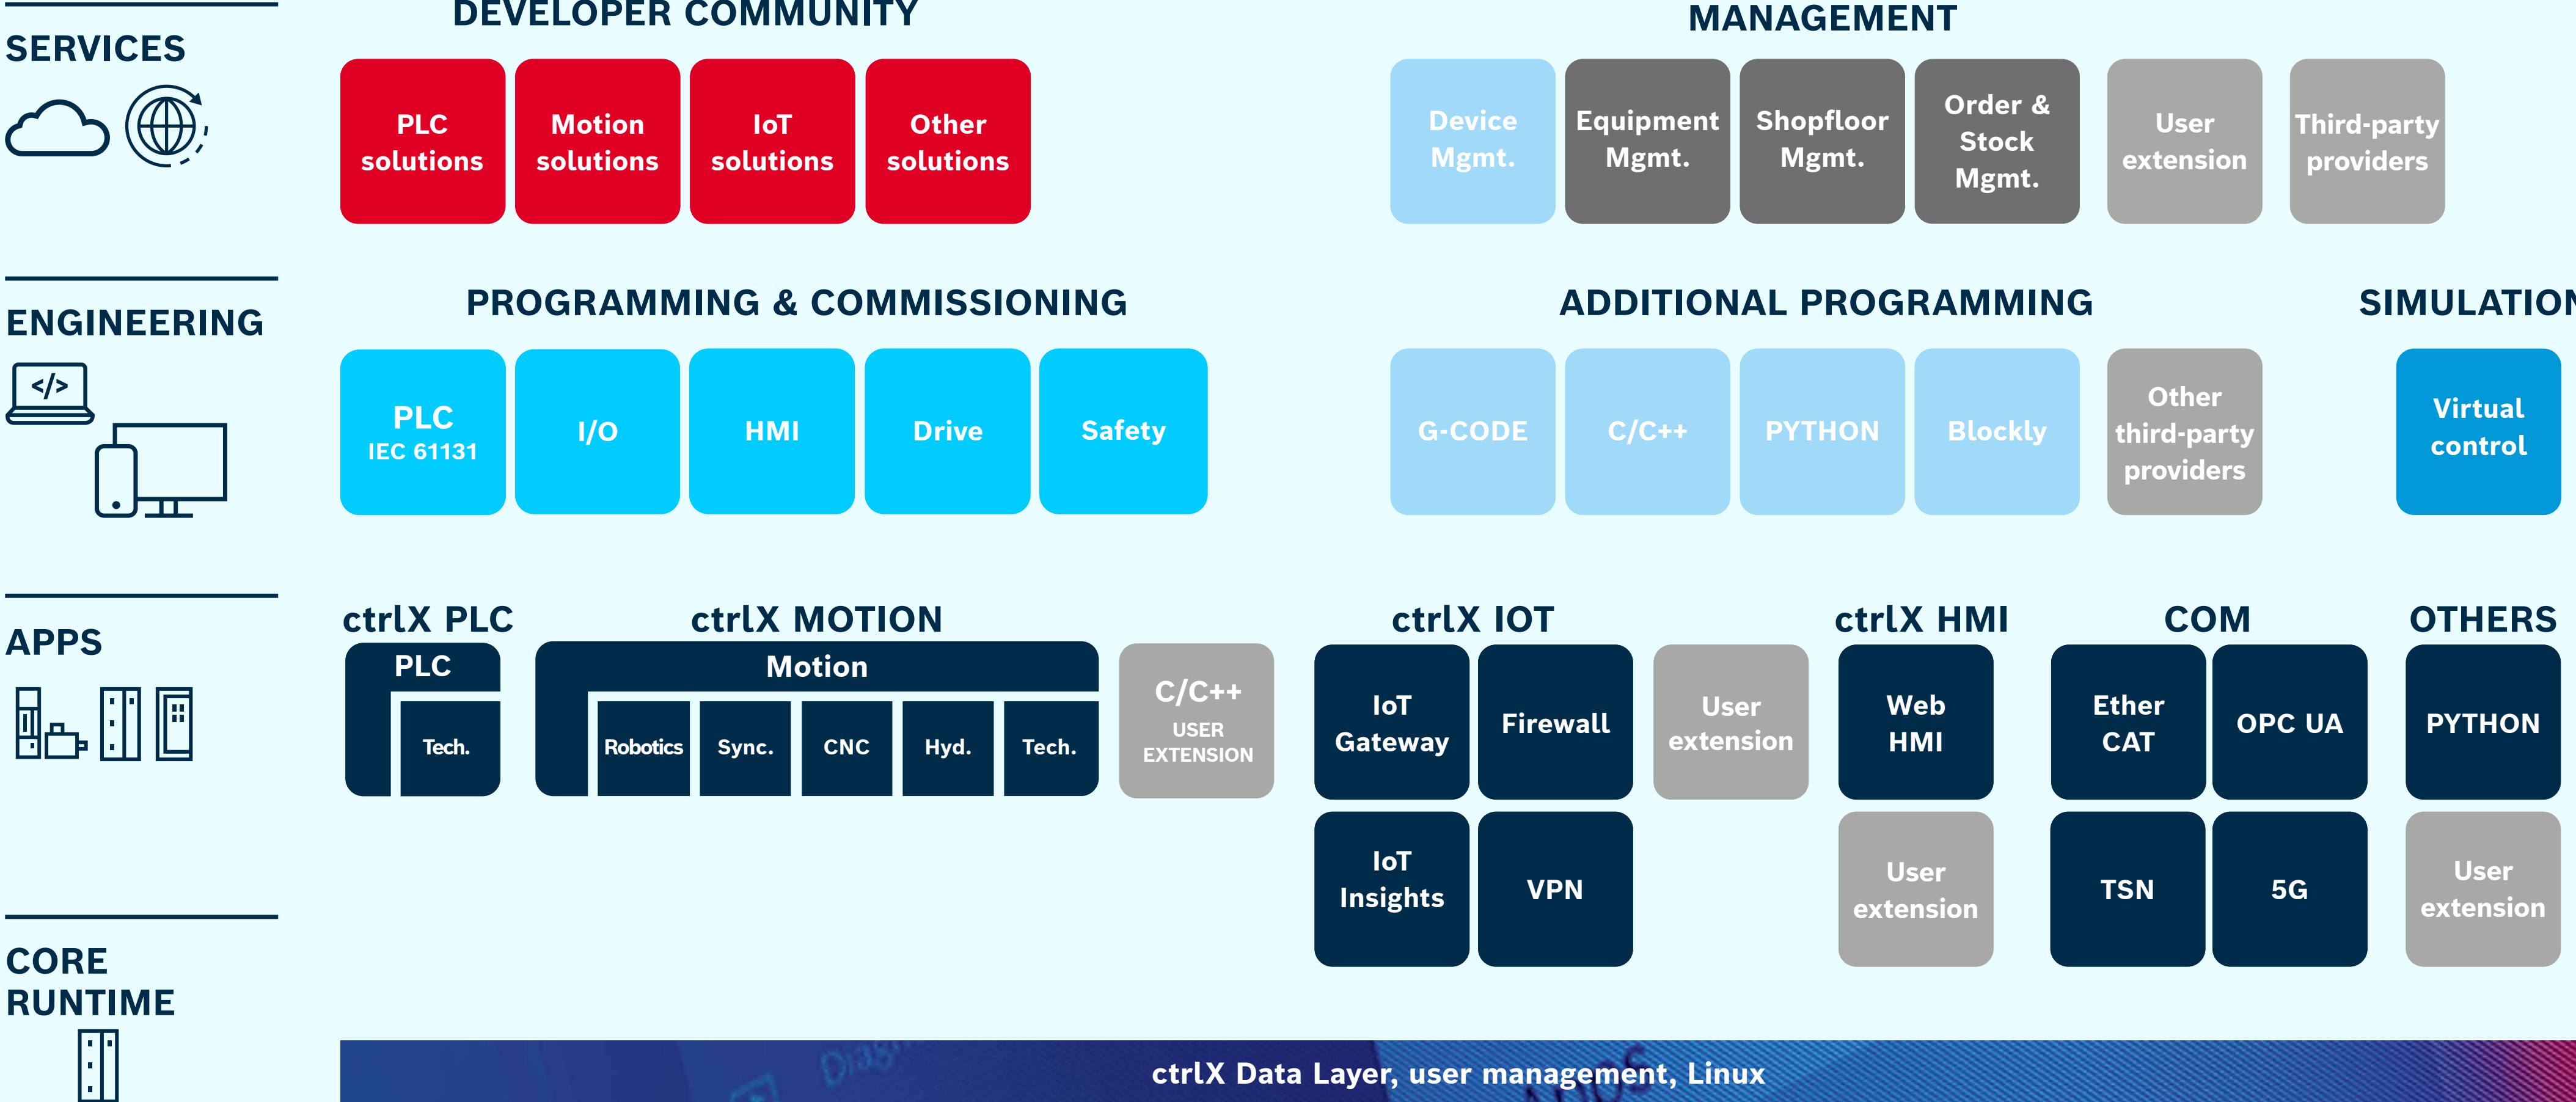 SERVICES
DEVELOPER COMMUNITY
PLC
solutions
Motion
solutions
IoT
solutions
Other
solutions
MANAGEMENT
Device
Mgmt.
Equipment
Mgmt.
Shopfloor
Mgmt.
Order &
Stock
Mgmt.
User
extension
Third-party
providers
ENGINEERING
</>
PROGRAMMING & COMMISSIONING
PLC
IEC 61131
I/O
HMI
Drive
Safety
ADDITIONAL PROGRAMMING
G-CODE
C/C++
PYTHON
Blockly
Other
third-party
providers
SIMULATION
Virtual
control
APPS
ctrlX PLC
PLC
Tech.
ctrlX MOTION
Motion
Robotics
Sync.
CNC
Hyd.
Tech.
C/C++
USER
EXTENSION
ctrlX IOT
IoT
Gateway
Firewall
User
extension
IoT
Insights
VPN
ctrlX HMI
Web
HMI
User
extension
COM
Ether
CAT
OPC UA
TSN
5G
OTHERS
PYTHON
User
extension
CORE
RUNTIME
ctrlX Data Layer, user management, Linux